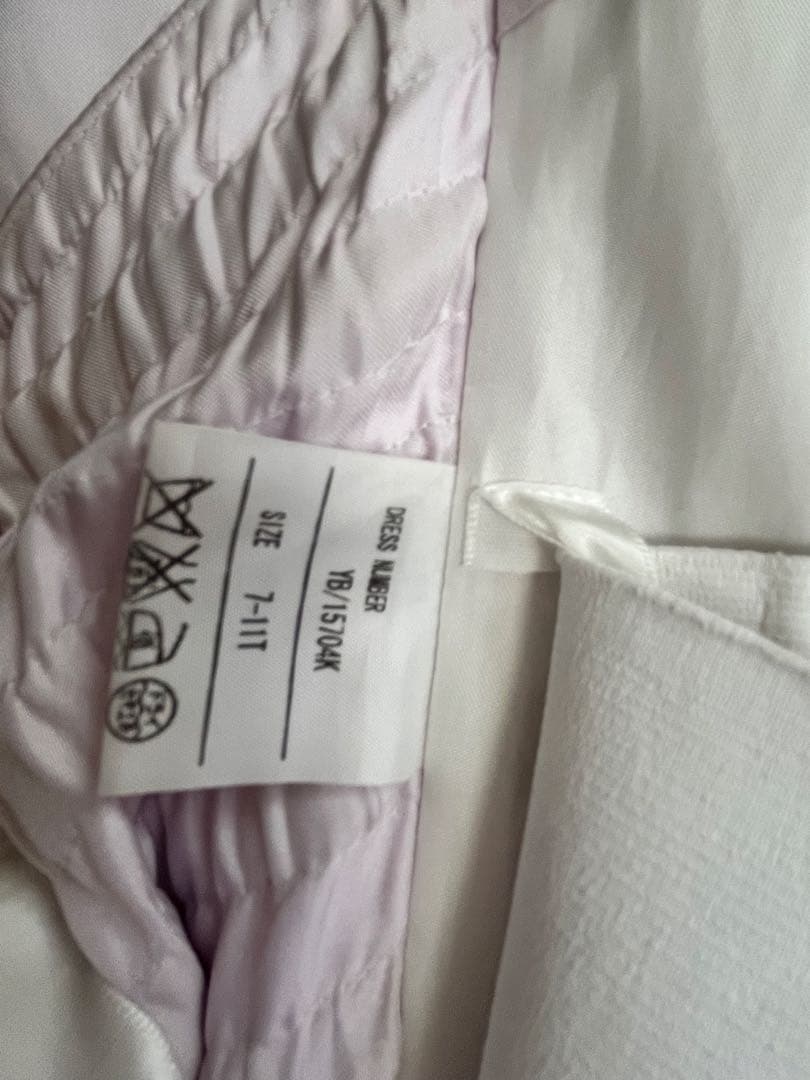 DRESS NUMBER
YB/15704K
SIZE 7-11T